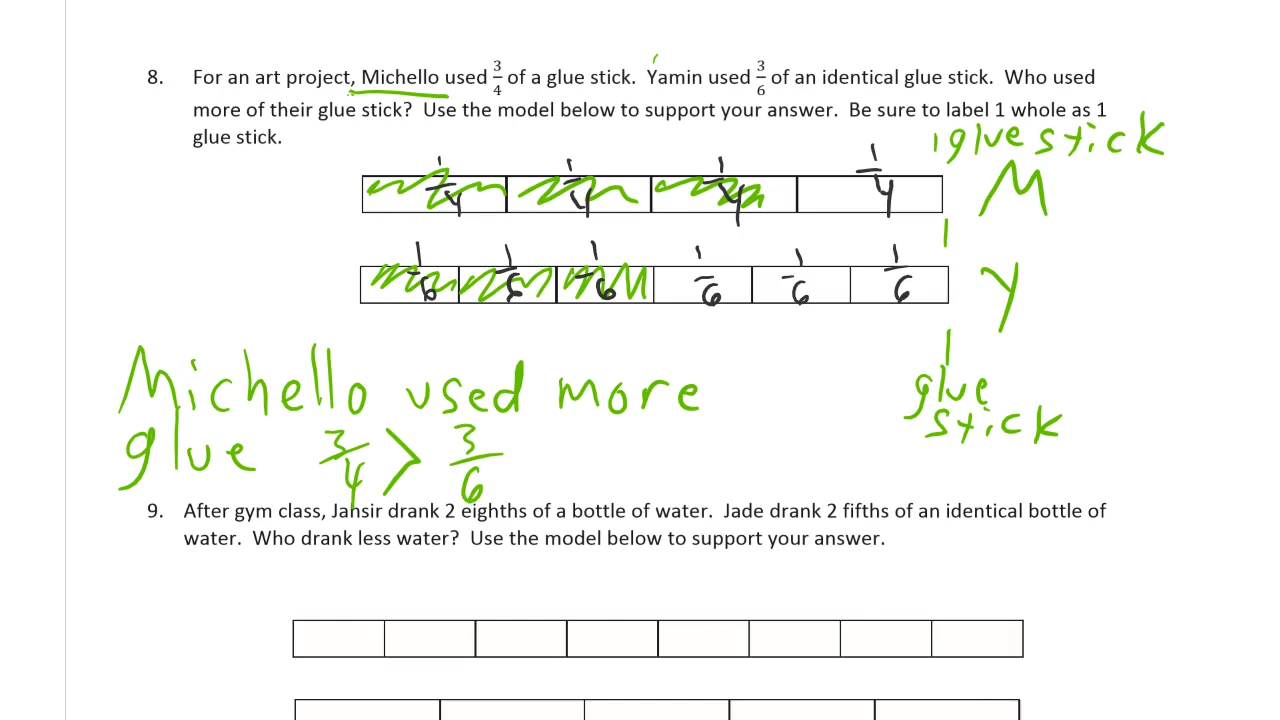 8. For an art project, Michello used 3/4 of a glue stick. Yamin used 3/6 of an identical glue stick. Who used
more of their glue stick? Use the model below to support your answer. Be sure to label 1 whole as 1
glue stick.
1 glue stick
1/4 1/4 1/4 1/4 M
1
1/6 1/6 1/6 1/6 1/6 1/6 Y
1
glue
stick
Michello used more
glue 3/4 > 3/6
9. After gym class, Jahsir drank 2 eighths of a bottle of water. Jade drank 2 fifths of an identical bottle of
water. Who drank less water? Use the model below to support your answer.